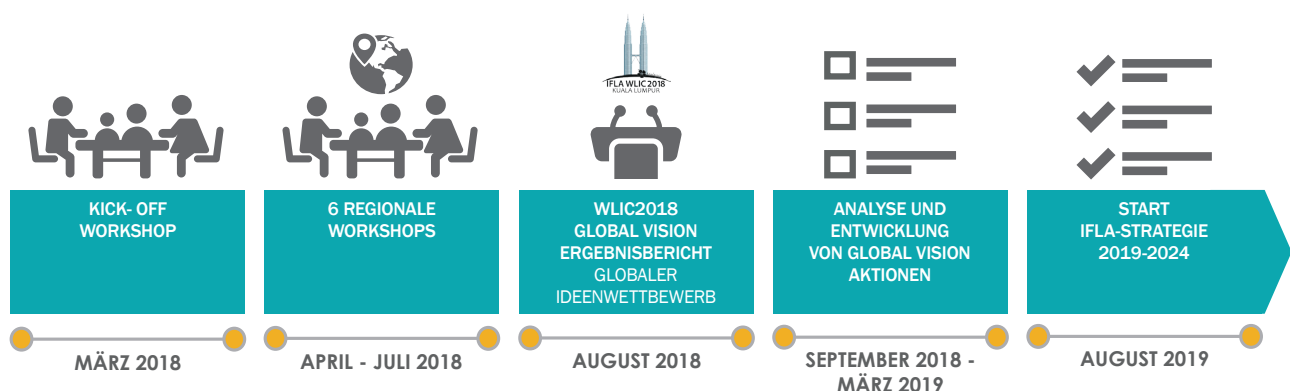 IFLA WLIC 2018
KUALA LUMPUR
KICK- OFF
WORKSHOP
6 REGIONALE
WORKSHOPS
WLIC2018
GLOBAL VISION
ERGEBNISBERICHT
GLOBALER
IDEENWETTBEWERB
ANALYSE UND
ENTWICKLUNG
VON GLOBAL VISION
AKTIONEN
START
IFLA-STRATEGIE
2019-2024
MÄRZ 2018
APRIL - JULI 2018
AUGUST 2018
SEPTEMBER 2018 -
MÄRZ 2019
AUGUST 2019